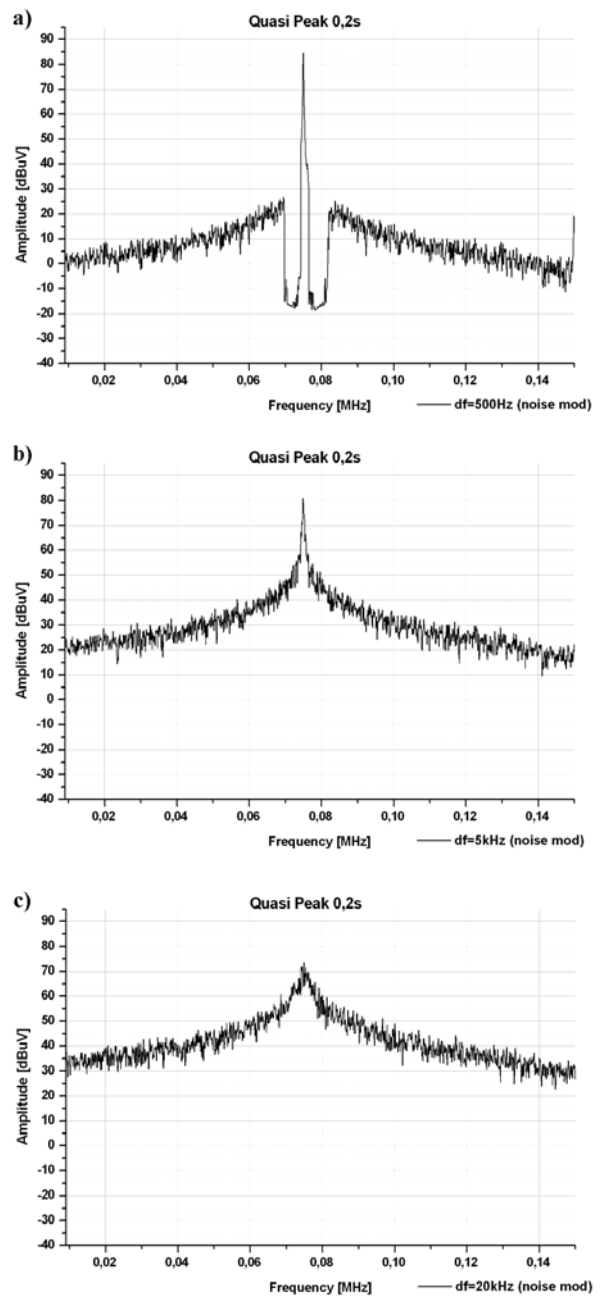 a)
Quasi Peak 0,2s
90
80
70
60
50
40
30
20
10
0
-10
-20
-30
-40
Amplitude [dBuV]
0,02 0,04 0,06 0,08 0,10 0,12 0,14
Frequency [MHz]
df=500Hz (noise mod)
b)
Quasi Peak 0,2s
90
80
70
60
50
40
30
20
10
0
-10
-20
-30
-40
Amplitude [dBuV]
0,02 0,04 0,06 0,08 0,10 0,12 0,14
Frequency [MHz]
df=5kHz (noise mod)
c)
Quasi Peak 0,2s
90
80
70
60
50
40
30
20
10
0
-10
-20
-30
-40
Amplitude [dBuV]
0,02 0,04 0,06 0,08 0,10 0,12 0,14
Frequency [MHz]
df=20kHz (noise mod)